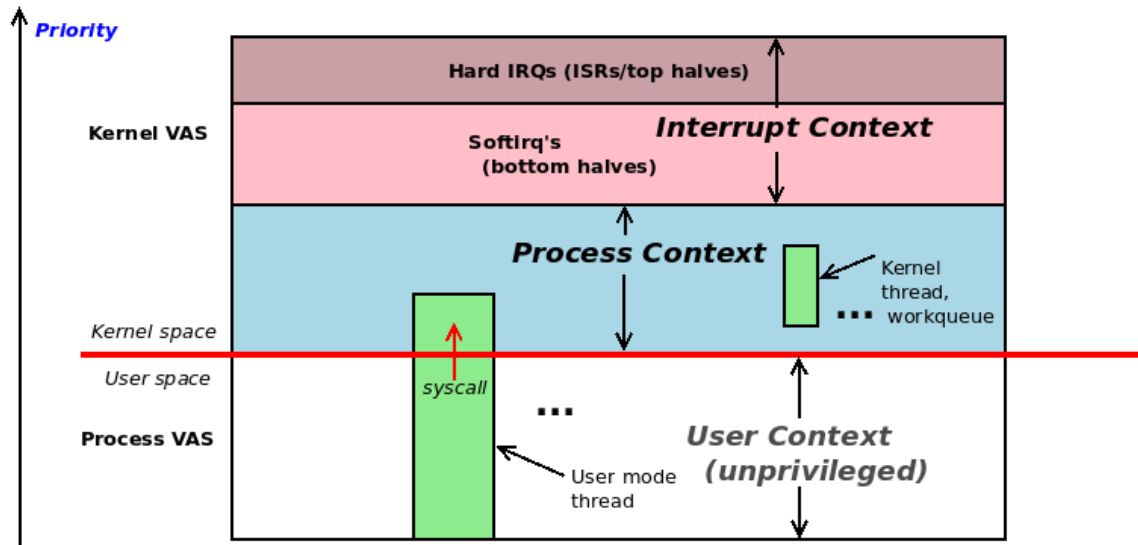 Priority
Hard IRQs (ISRs/top halves)
Kernel VAS
Interrupt Context
Softirq's
(bottom halves)
Process Context
Kernel
thread,
... workqueue
Kernel space
User space
syscall
...
Process VAS
User Context
(unprivileged)
User mode
thread